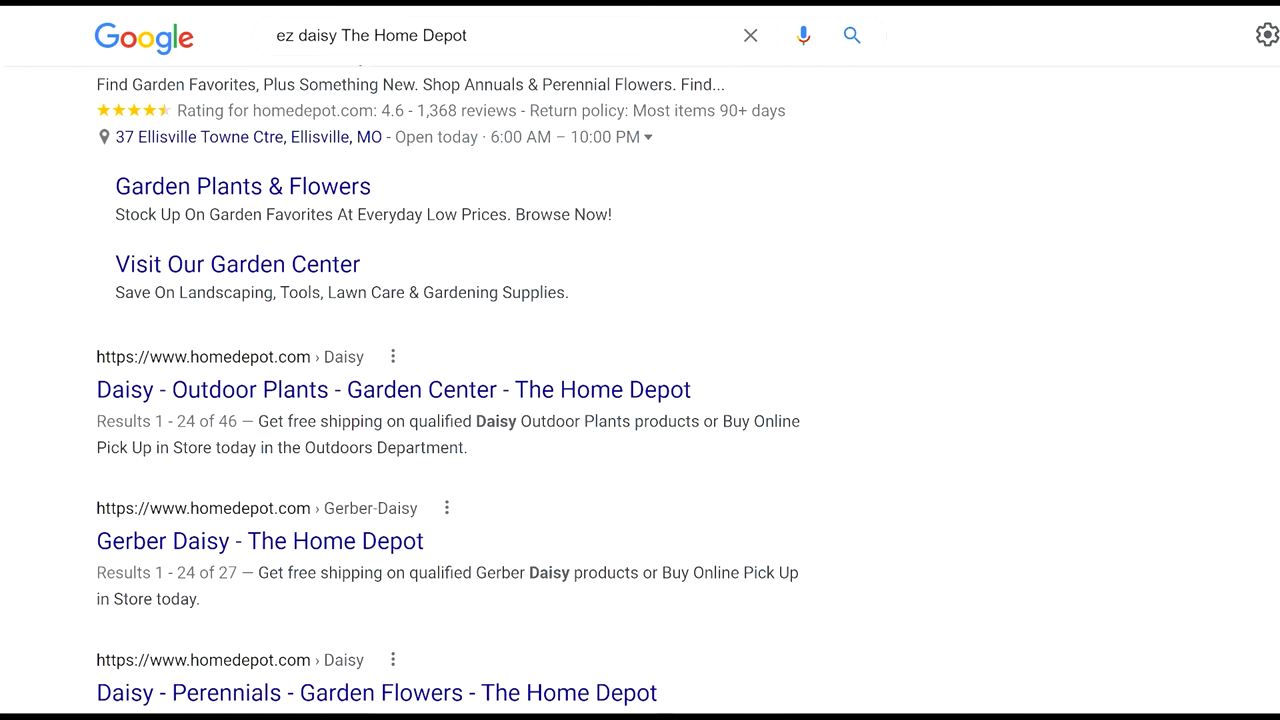 Google
ez daisy The Home Depot
Find Garden Favorites, Plus Something New. Shop Annuals & Perennial Flowers. Find...
Rating for homedepot.com: 4.6 - 1,368 reviews - Return policy: Most items 90+ days
37 Ellisville Towne Ctre, Ellisville, MO - Open today · 6:00 AM – 10:00 PM
Garden Plants & Flowers
Stock Up On Garden Favorites At Everyday Low Prices. Browse Now!
Visit Our Garden Center
Save On Landscaping, Tools, Lawn Care & Gardening Supplies.
https://www.homedepot.com › Daisy
Daisy - Outdoor Plants - Garden Center - The Home Depot
Results 1 - 24 of 46 — Get free shipping on qualified Daisy Outdoor Plants products or Buy Online
Pick Up in Store today in the Outdoors Department.
https://www.homedepot.com › Gerber-Daisy
Gerber Daisy - The Home Depot
Results 1 - 24 of 27 — Get free shipping on qualified Gerber Daisy products or Buy Online Pick Up
in Store today.
https://www.homedepot.com › Daisy
Daisy - Perennials - Garden Flowers - The Home Depot